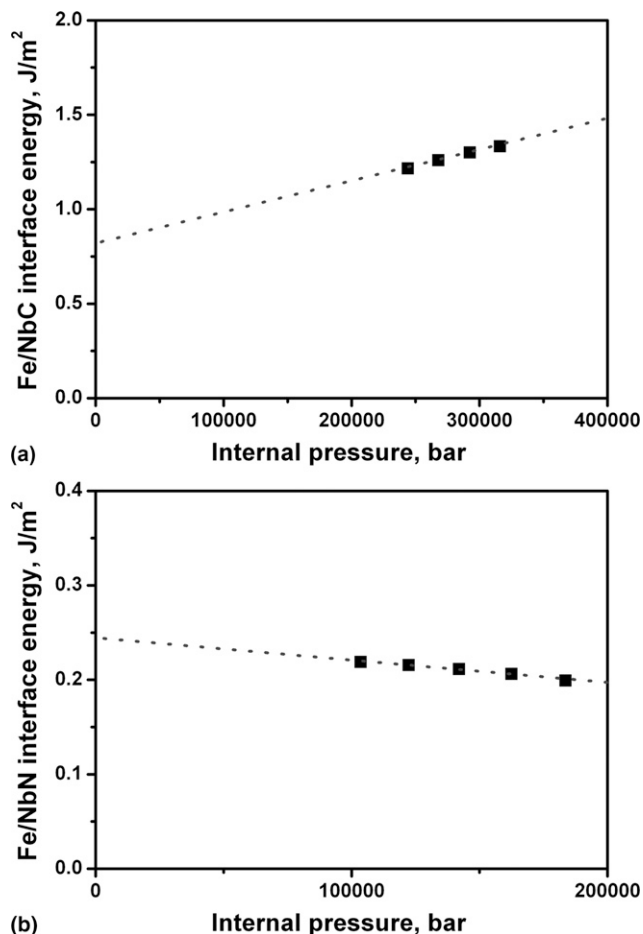 2.0
1.5
1.0
0.5
0.0
Fe/NbC interface energy, J/m²
0 100000 200000 300000 400000
(a) Internal pressure, bar
0.4
0.3
0.2
0.1
0.0
Fe/NbN interface energy, J/m²
0 100000 200000
(b) Internal pressure, bar